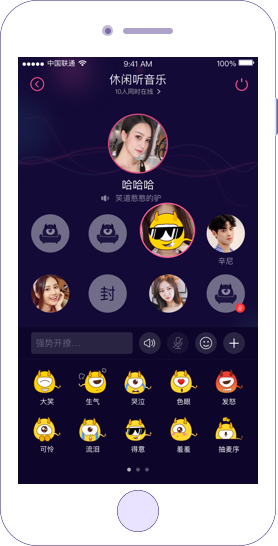 中国联通 9:41 AM 100%
休闲听音乐
10人同时在线 >
哈哈哈
笑道憨憨的驴
辛尼
封
强势开撩...
大笑 生气 哭泣 色眼 发怒
可怜 流泪 得意 羞羞 抽麦序